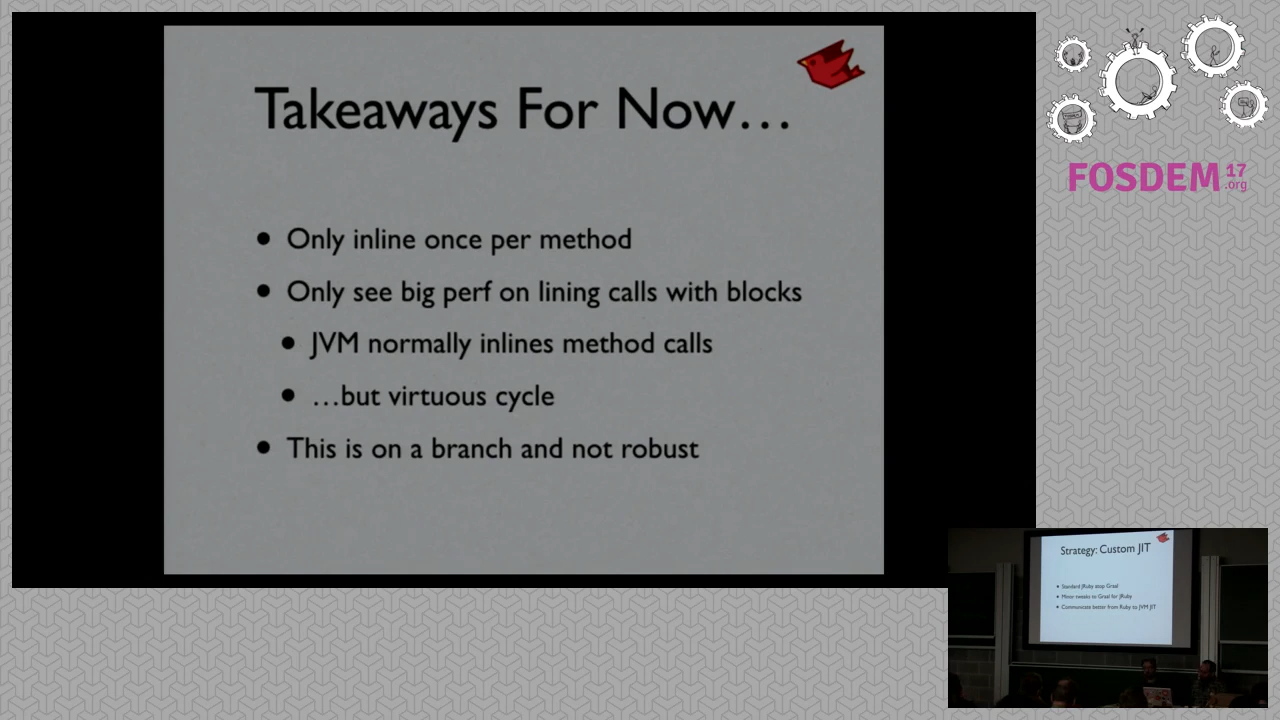 Takeaways For Now…
• Only inline once per method
• Only see big perf on lining calls with blocks
• JVM normally inlines method calls
• …but virtuous cycle
• This is on a branch and not robust
FOSDEM 17
.org
Strategy: Custom JIT
• Standard JRuby atop Graal
• Minor tweaks to Graal for JRuby
• Communicate better from Ruby to JVM JIT